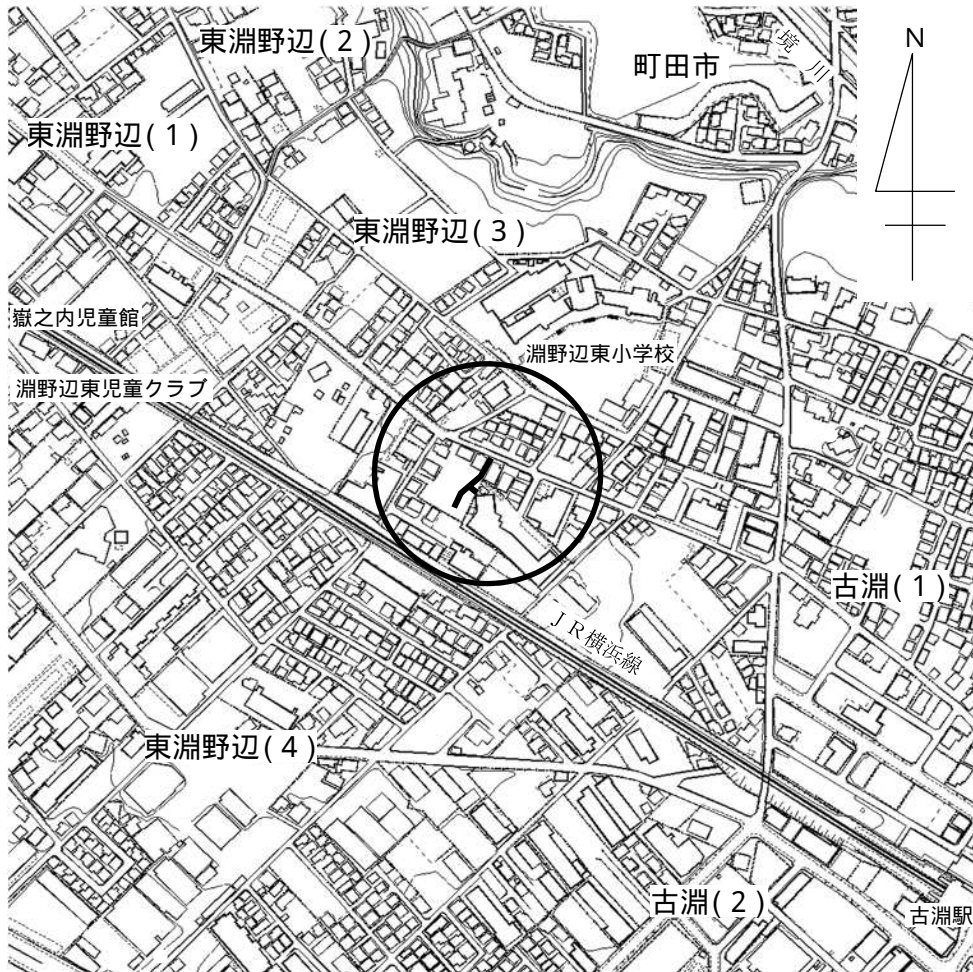 東淵野辺(2)
境川
町田市
N
東淵野辺(1)
東淵野辺(3)
嶽之内児童館
淵野辺東小学校
淵野辺東児童クラブ
古淵(1)
JR横浜線
東淵野辺(4)
古淵(2)
古淵駅